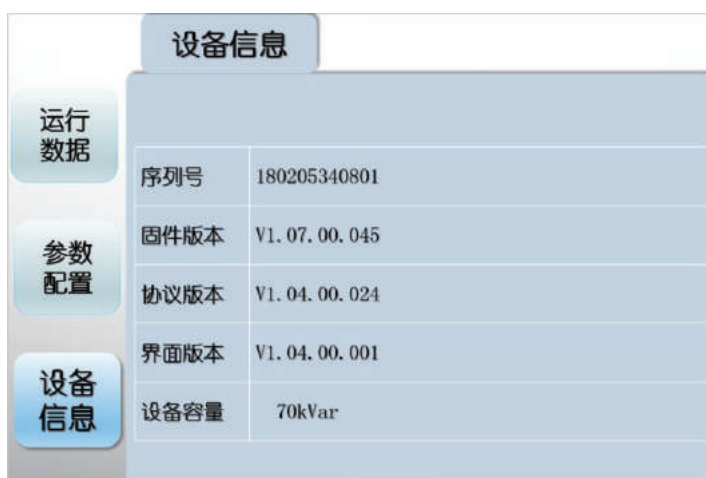 设备信息
运行
数据
参数
配置
设备
信息
序列号 180205340801
固件版本 V1.07.00.045
协议版本 V1.04.00.024
界面版本 V1.04.00.001
设备容量 70kVar